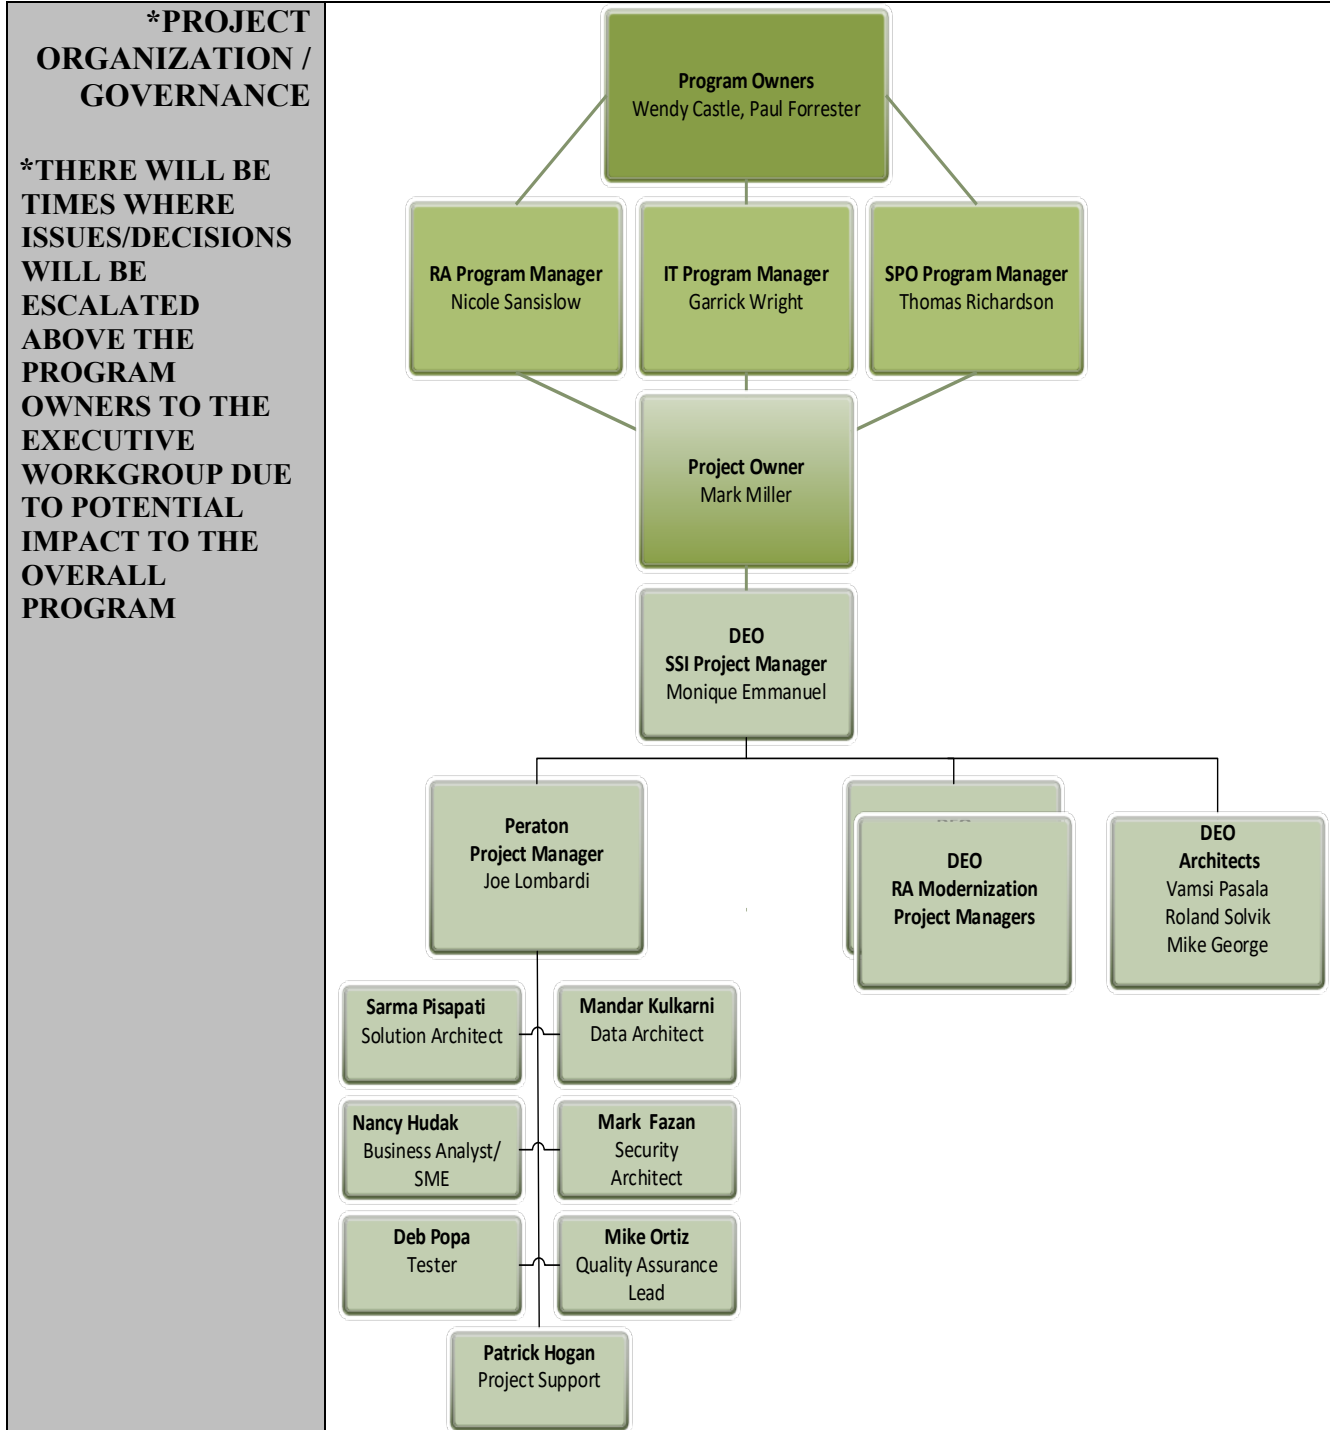 *PROJECT
ORGANIZATION /
GOVERNANCE
*THERE WILL BE
TIMES WHERE
ISSUES/DECISIONS
WILL BE
ESCALATED
ABOVE THE
PROGRAM
OWNERS TO THE
EXECUTIVE
WORKGROUP DUE
TO POTENTIAL
IMPACT TO THE
OVERALL
PROGRAM
Program Owners
Wendy Castle, Paul Forrester
RA Program Manager
Nicole Sansislow
IT Program Manager
Garrick Wright
SPO Program Manager
Thomas Richardson
Project Owner
Mark Miller
DEO
SSI Project Manager
Monique Emmanuel
Peraton
Project Manager
Joe Lombardi
DEO
RA Modernization
Project Managers
DEO
Architects
Vamsi Pasala
Roland Solvik
Mike George
Sarma Pisapati
Solution Architect
Mandar Kulkarni
Data Architect
Nancy Hudak
Business Analyst/
SME
Mark Fazan
Security
Architect
Deb Popa
Tester
Mike Ortiz
Quality Assurance
Lead
Patrick Hogan
Project Support